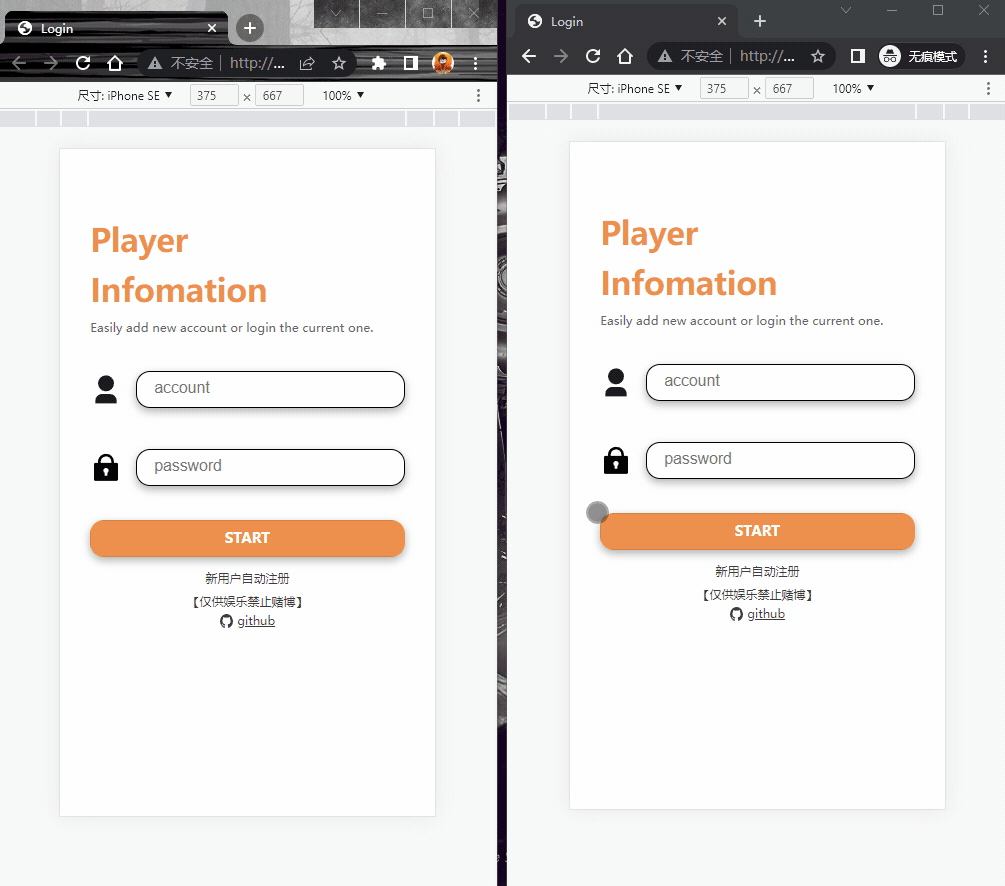 Login
不安全 http://...
尺寸: iPhone SE ▼ 375 × 667 100% ▼
Player
Infomation
Easily add new account or login the current one.
account
password
START
新用户自动注册
【仅供娱乐禁止赌博】
github
Login
不安全 http://... 无痕模式
尺寸: iPhone SE ▼ 375 × 667 100% ▼
Player
Infomation
Easily add new account or login the current one.
account
password
START
新用户自动注册
【仅供娱乐禁止赌博】
github